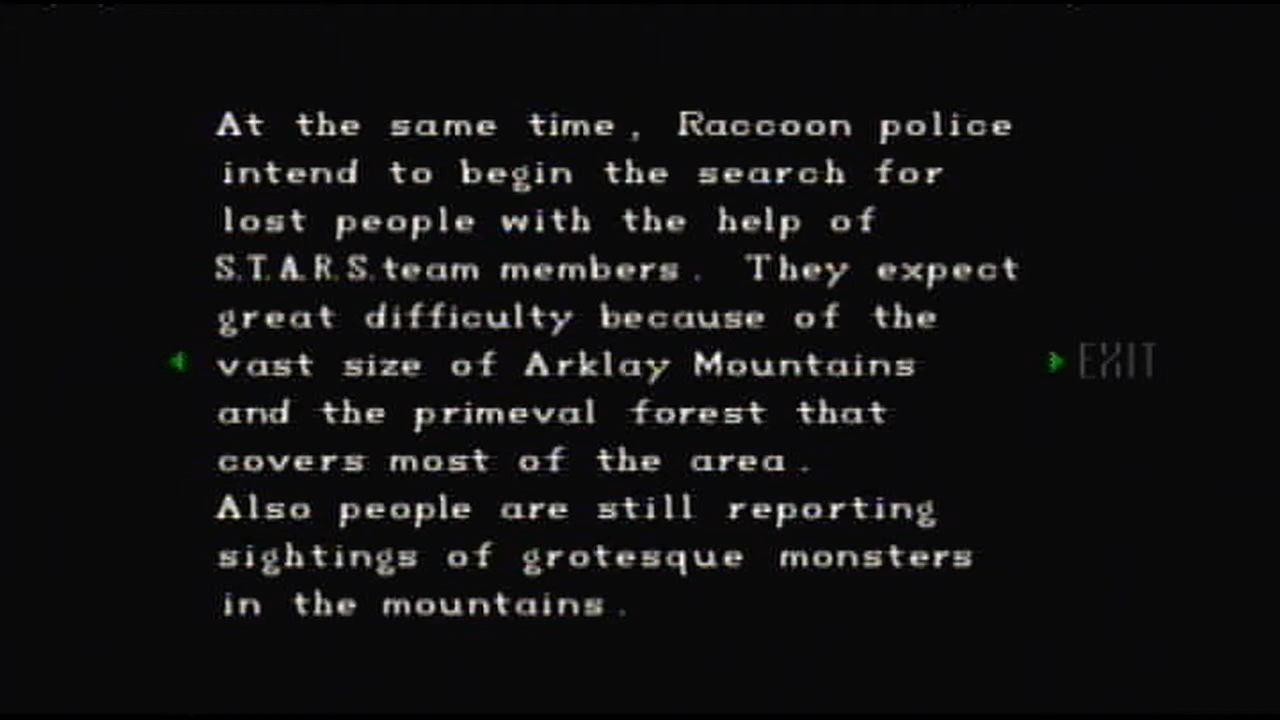 At the same time, Raccoon police
intend to begin the search for
lost people with the help of
S.T.A.R.S.team members. They expect
great difficulty because of the
vast size of Arklay Mountains
EXIT
and the primeval forest that
covers most of the area.
Also people are still reporting
sightings of grotesque monsters
in the mountains.